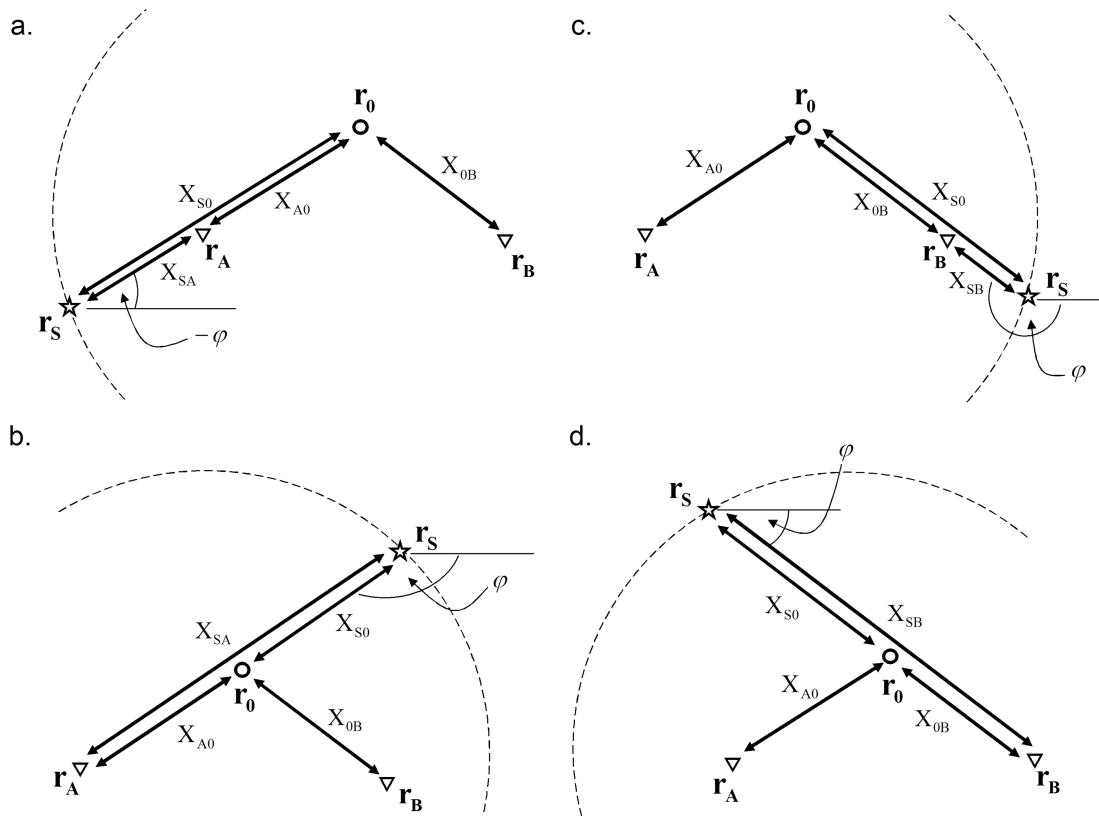 a.
r0
XS0
XA0
X0B
rA
XSA
rB
rS
−φ
c.
r0
XA0
XS0
X0B
rA
rB
XSB
rS
φ
b.
rS
φ
XSA
XS0
r0
XA0
X0B
rA
rB
d.
φ
rS
XS0
XSB
XA0
r0
X0B
rA
rB